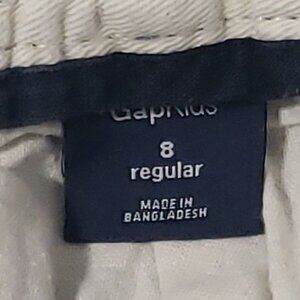 GapKids
8
regular
MADE IN
BANGLADESH